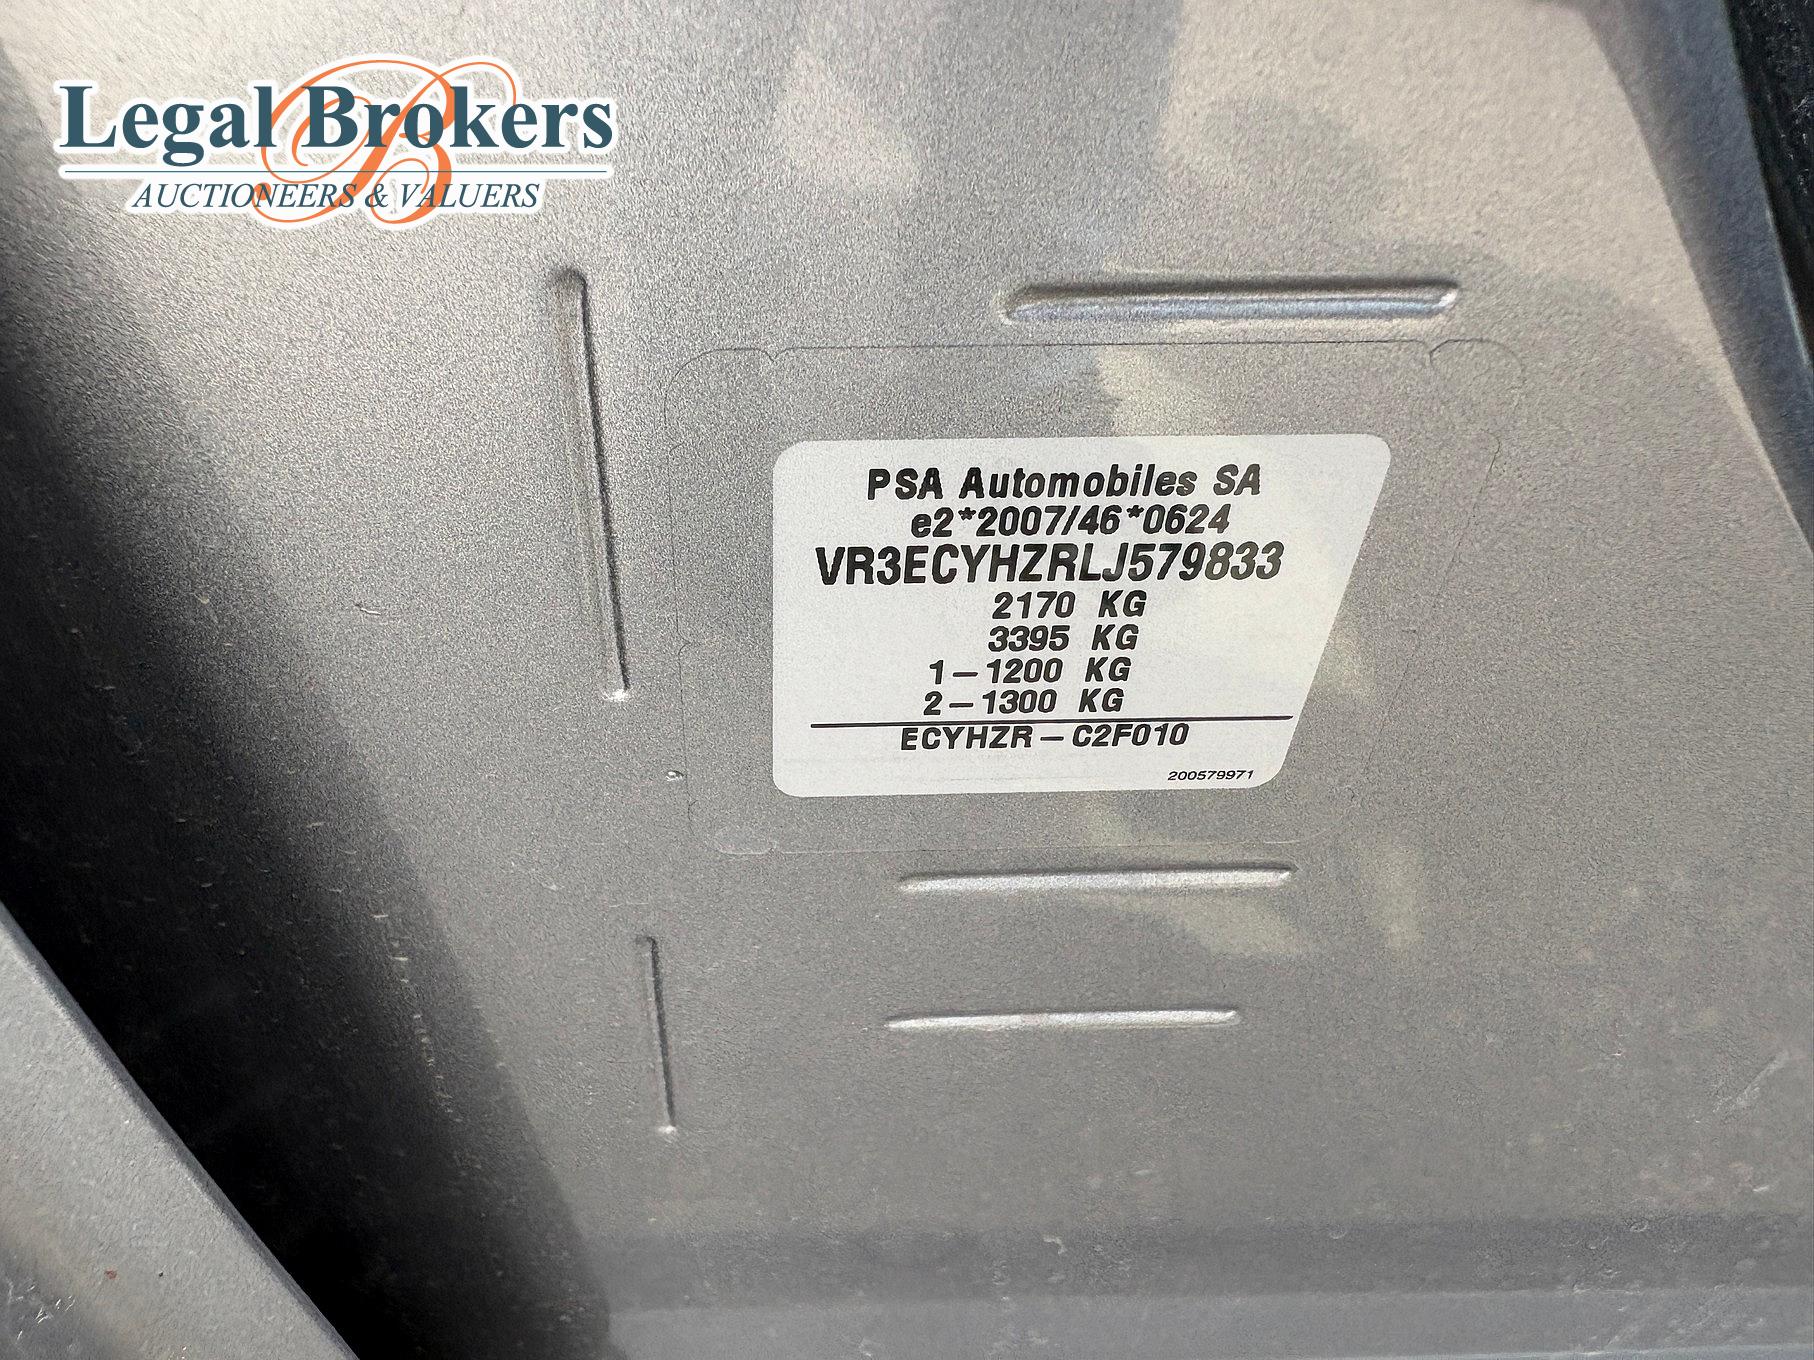 Legal Brokers
AUCTIONEERS & VALUERS
PSA Automobiles SA
e2*2007/46*0624
VR3ECYHZRLJ579833
2170 KG
3395 KG
1-1200 KG
2-1300 KG
ECYHZR-C2F010
200579971